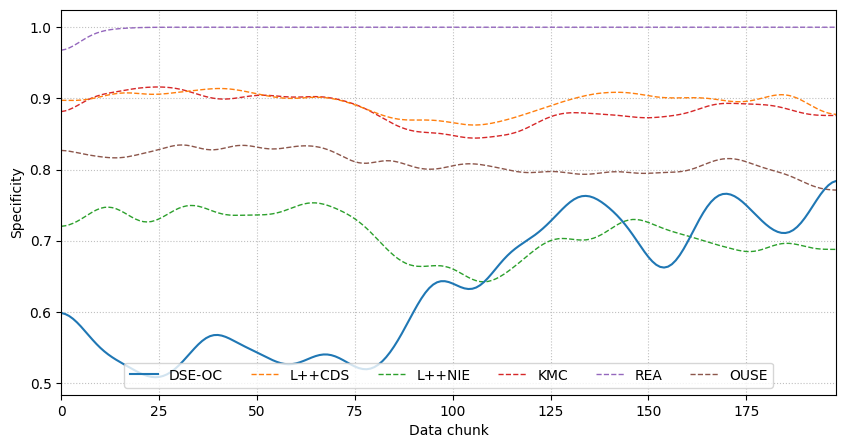 1.0
0.9
0.8
0.7
0.6
0.5
Specificity
DSE-OC L++CDS L++NIE KMC REA OUSE
0 25 50 75 100 125 150 175
Data chunk